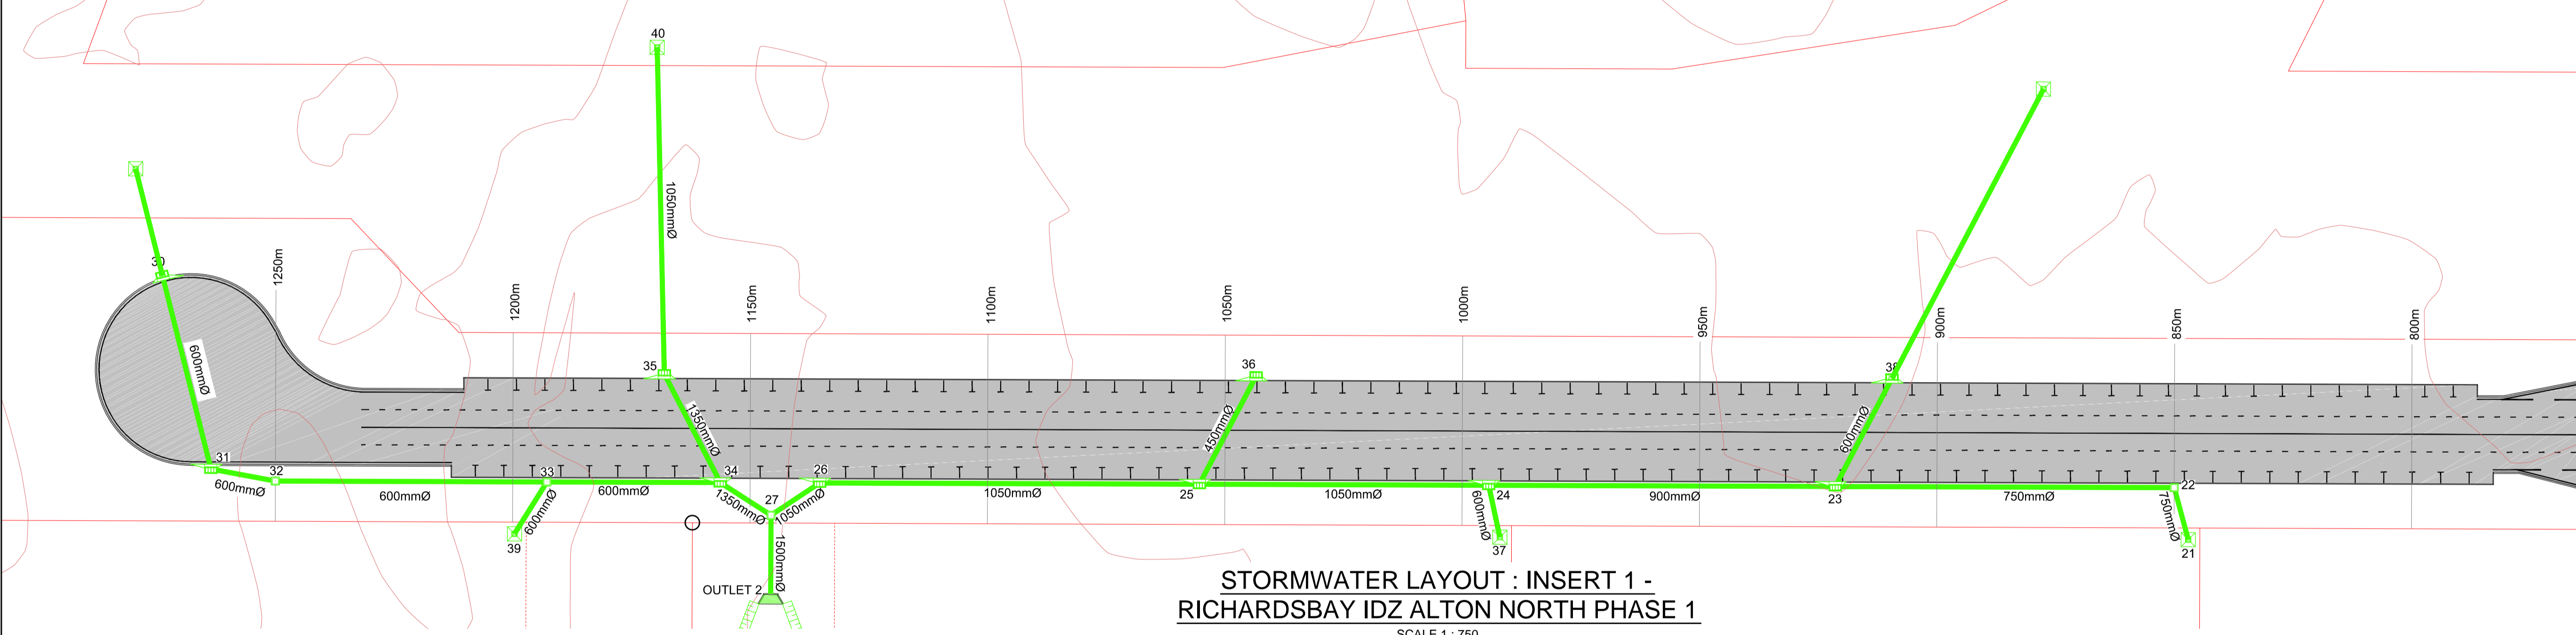 40
1050mmØ
30
1250m
600mmØ
1200m
1150m
1100m
1050m
1000m
950m
900m
850m
800m
35
36
38
1350mmØ
450mmØ
600mmØ
31
32
33
34
26
600mmØ
600mmØ
600mmØ
600mmØ
39
1350mmØ
27
1050mmØ
1050mmØ
25
1050mmØ
24
600mmØ
37
900mmØ
23
750mmØ
22
750mmØ
21
1500mmØ
OUTLET 2
STORMWATER LAYOUT : INSERT 1 -
RICHARDSBAY IDZ ALTON NORTH PHASE 1
SCALE 1 : 750